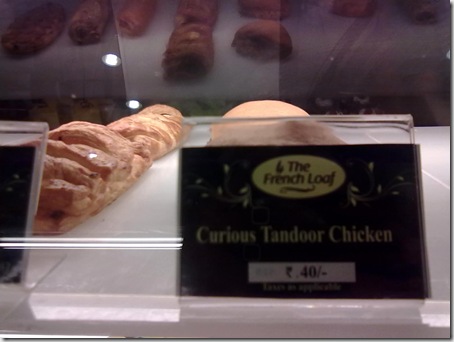 The
French Loaf
Curious Tandoor Chicken
₹.40/-
Taxes as applicable